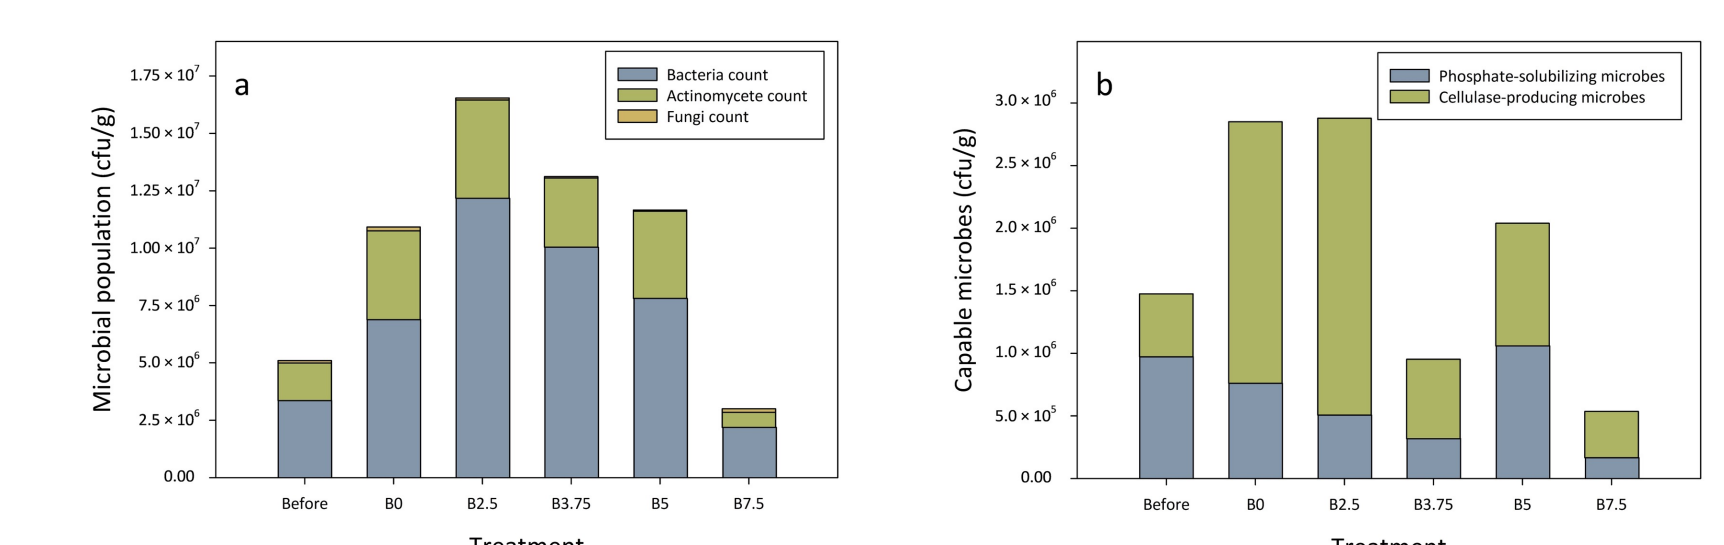 a
Bacteria count
Actinomycete count
Fungi count
Microbial population (cfu/g)
1.75 × 10⁷
1.50 × 10⁷
1.25 × 10⁷
1.00 × 10⁷
7.5 × 10⁶
5.0 × 10⁶
2.5 × 10⁶
0.00
Before B0 B2.5 B3.75 B5 B7.5
Treatment
b
Phosphate-solubilizing microbes
Cellulase-producing microbes
Capable microbes (cfu/g)
3.0 × 10⁶
2.5 × 10⁶
2.0 × 10⁶
1.5 × 10⁶
1.0 × 10⁶
5.0 × 10⁵
0.00
Before B0 B2.5 B3.75 B5 B7.5
Treatment